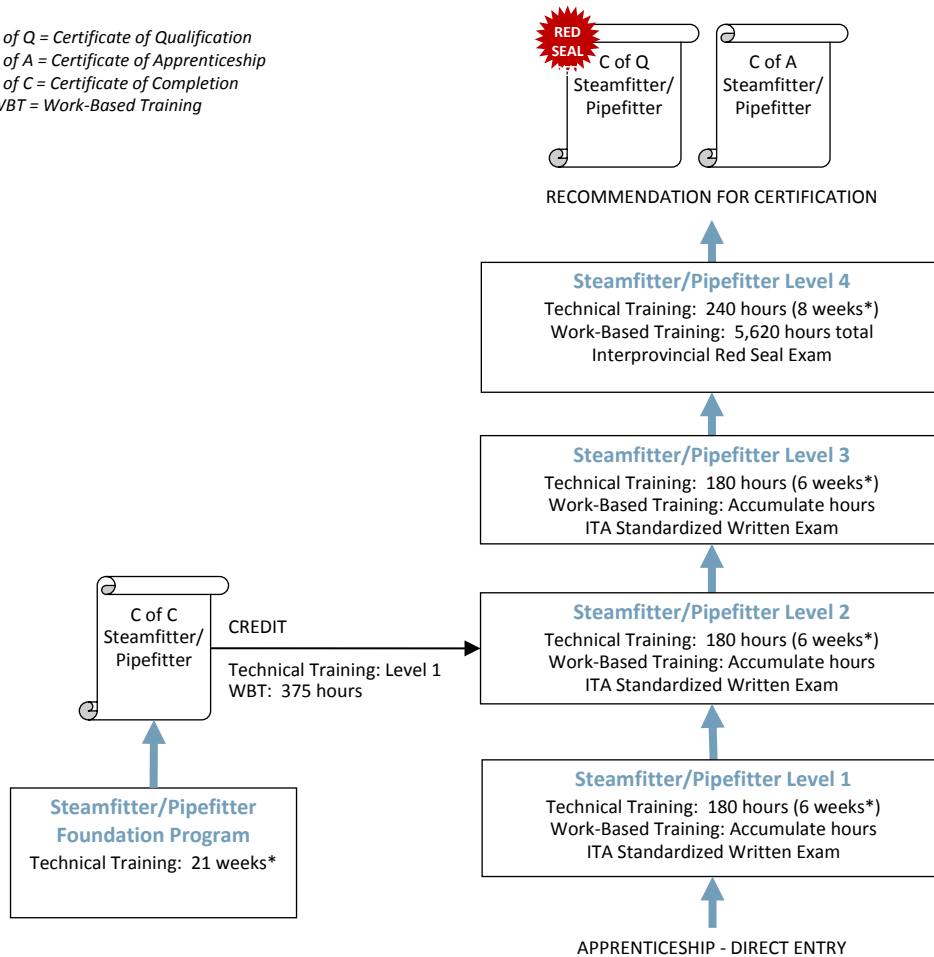 of Q = Certificate of Qualification
of A = Certificate of Apprenticeship
of C = Certificate of Completion
WBT = Work-Based Training
RED
SEAL
C of Q
Steamfitter/
Pipefitter
C of A
Steamfitter/
Pipefitter
RECOMMENDATION FOR CERTIFICATION
Steamfitter/Pipefitter Level 4
Technical Training: 240 hours (8 weeks*)
Work-Based Training: 5,620 hours total
Interprovincial Red Seal Exam
Steamfitter/Pipefitter Level 3
Technical Training: 180 hours (6 weeks*)
Work-Based Training: Accumulate hours
ITA Standardized Written Exam
C of C
Steamfitter/
Pipefitter
CREDIT
Technical Training: Level 1
WBT: 375 hours
Steamfitter/Pipefitter Level 2
Technical Training: 180 hours (6 weeks*)
Work-Based Training: Accumulate hours
ITA Standardized Written Exam
Steamfitter/Pipefitter
Foundation Program
Technical Training: 21 weeks*
Steamfitter/Pipefitter Level 1
Technical Training: 180 hours (6 weeks*)
Work-Based Training: Accumulate hours
ITA Standardized Written Exam
APPRENTICESHIP - DIRECT ENTRY